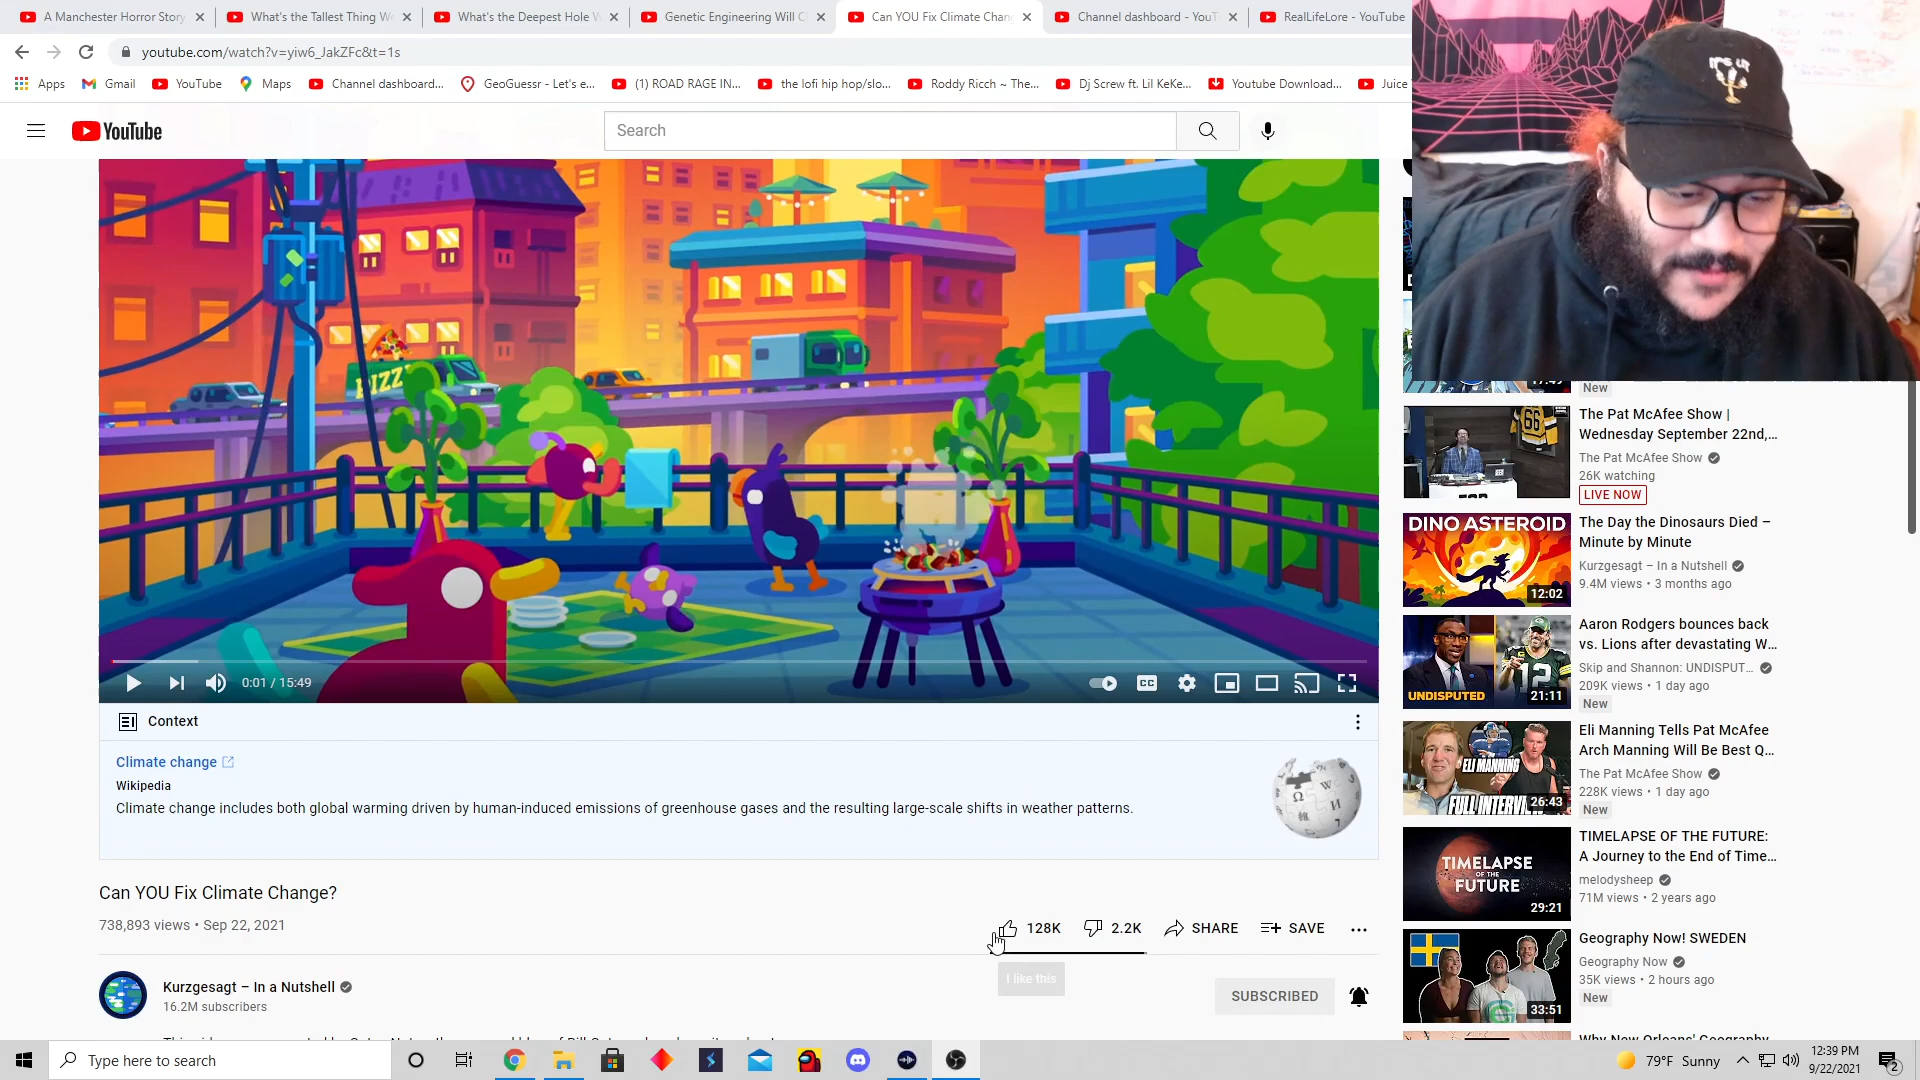 A Manchester Horror Story
What's the Tallest Thing We
What's the Deepest Hole W
Genetic Engineering Will C
Can YOU Fix Climate Chan
Channel dashboard - YouT
RealLifeLore - YouTube
youtube.com/watch?v=yiw6_JakZFc&t=1s
Apps
Gmail
YouTube
Maps
Channel dashboard...
GeoGuessr - Let's e...
(1) ROAD RAGE IN...
the lofi hip hop/slo...
Roddy Ricch ~ The...
Dj Screw ft. Lil KeKe...
Youtube Download...
Juice
YouTube
Search
PIZZ
0:01 / 15:49
CC
Context
Climate change
Wikipedia
Climate change includes both global warming driven by human-induced emissions of greenhouse gases and the resulting large-scale shifts in weather patterns.
Can YOU Fix Climate Change?
738,893 views • Sep 22, 2021
128K
2.2K
SHARE
SAVE
I like this
Kurzgesagt – In a Nutshell
16.2M subscribers
SUBSCRIBED
New
66
The Pat McAfee Show |
Wednesday September 22nd,...
The Pat McAfee Show
26K watching
LIVE NOW
DINO ASTEROID
12:02
The Day the Dinosaurs Died –
Minute by Minute
Kurzgesagt – In a Nutshell
9.4M views • 3 months ago
UNDISPUTED
12
21:11
Aaron Rodgers bounces back
vs. Lions after devastating W...
Skip and Shannon: UNDISPUT...
209K views • 1 day ago
New
ELI MANNING
FULL INTERVIEW
26:43
Eli Manning Tells Pat McAfee
Arch Manning Will Be Best Q...
The Pat McAfee Show
228K views • 1 day ago
New
TIMELAPSE
OF THE
FUTURE
29:21
TIMELAPSE OF THE FUTURE:
A Journey to the End of Time...
melodysheep
71M views • 2 years ago
33:51
Geography Now! SWEDEN
Geography Now
35K views • 2 hours ago
New
Why New Orleans' Geography
Type here to search
79°F Sunny
12:39 PM
9/22/2021
2